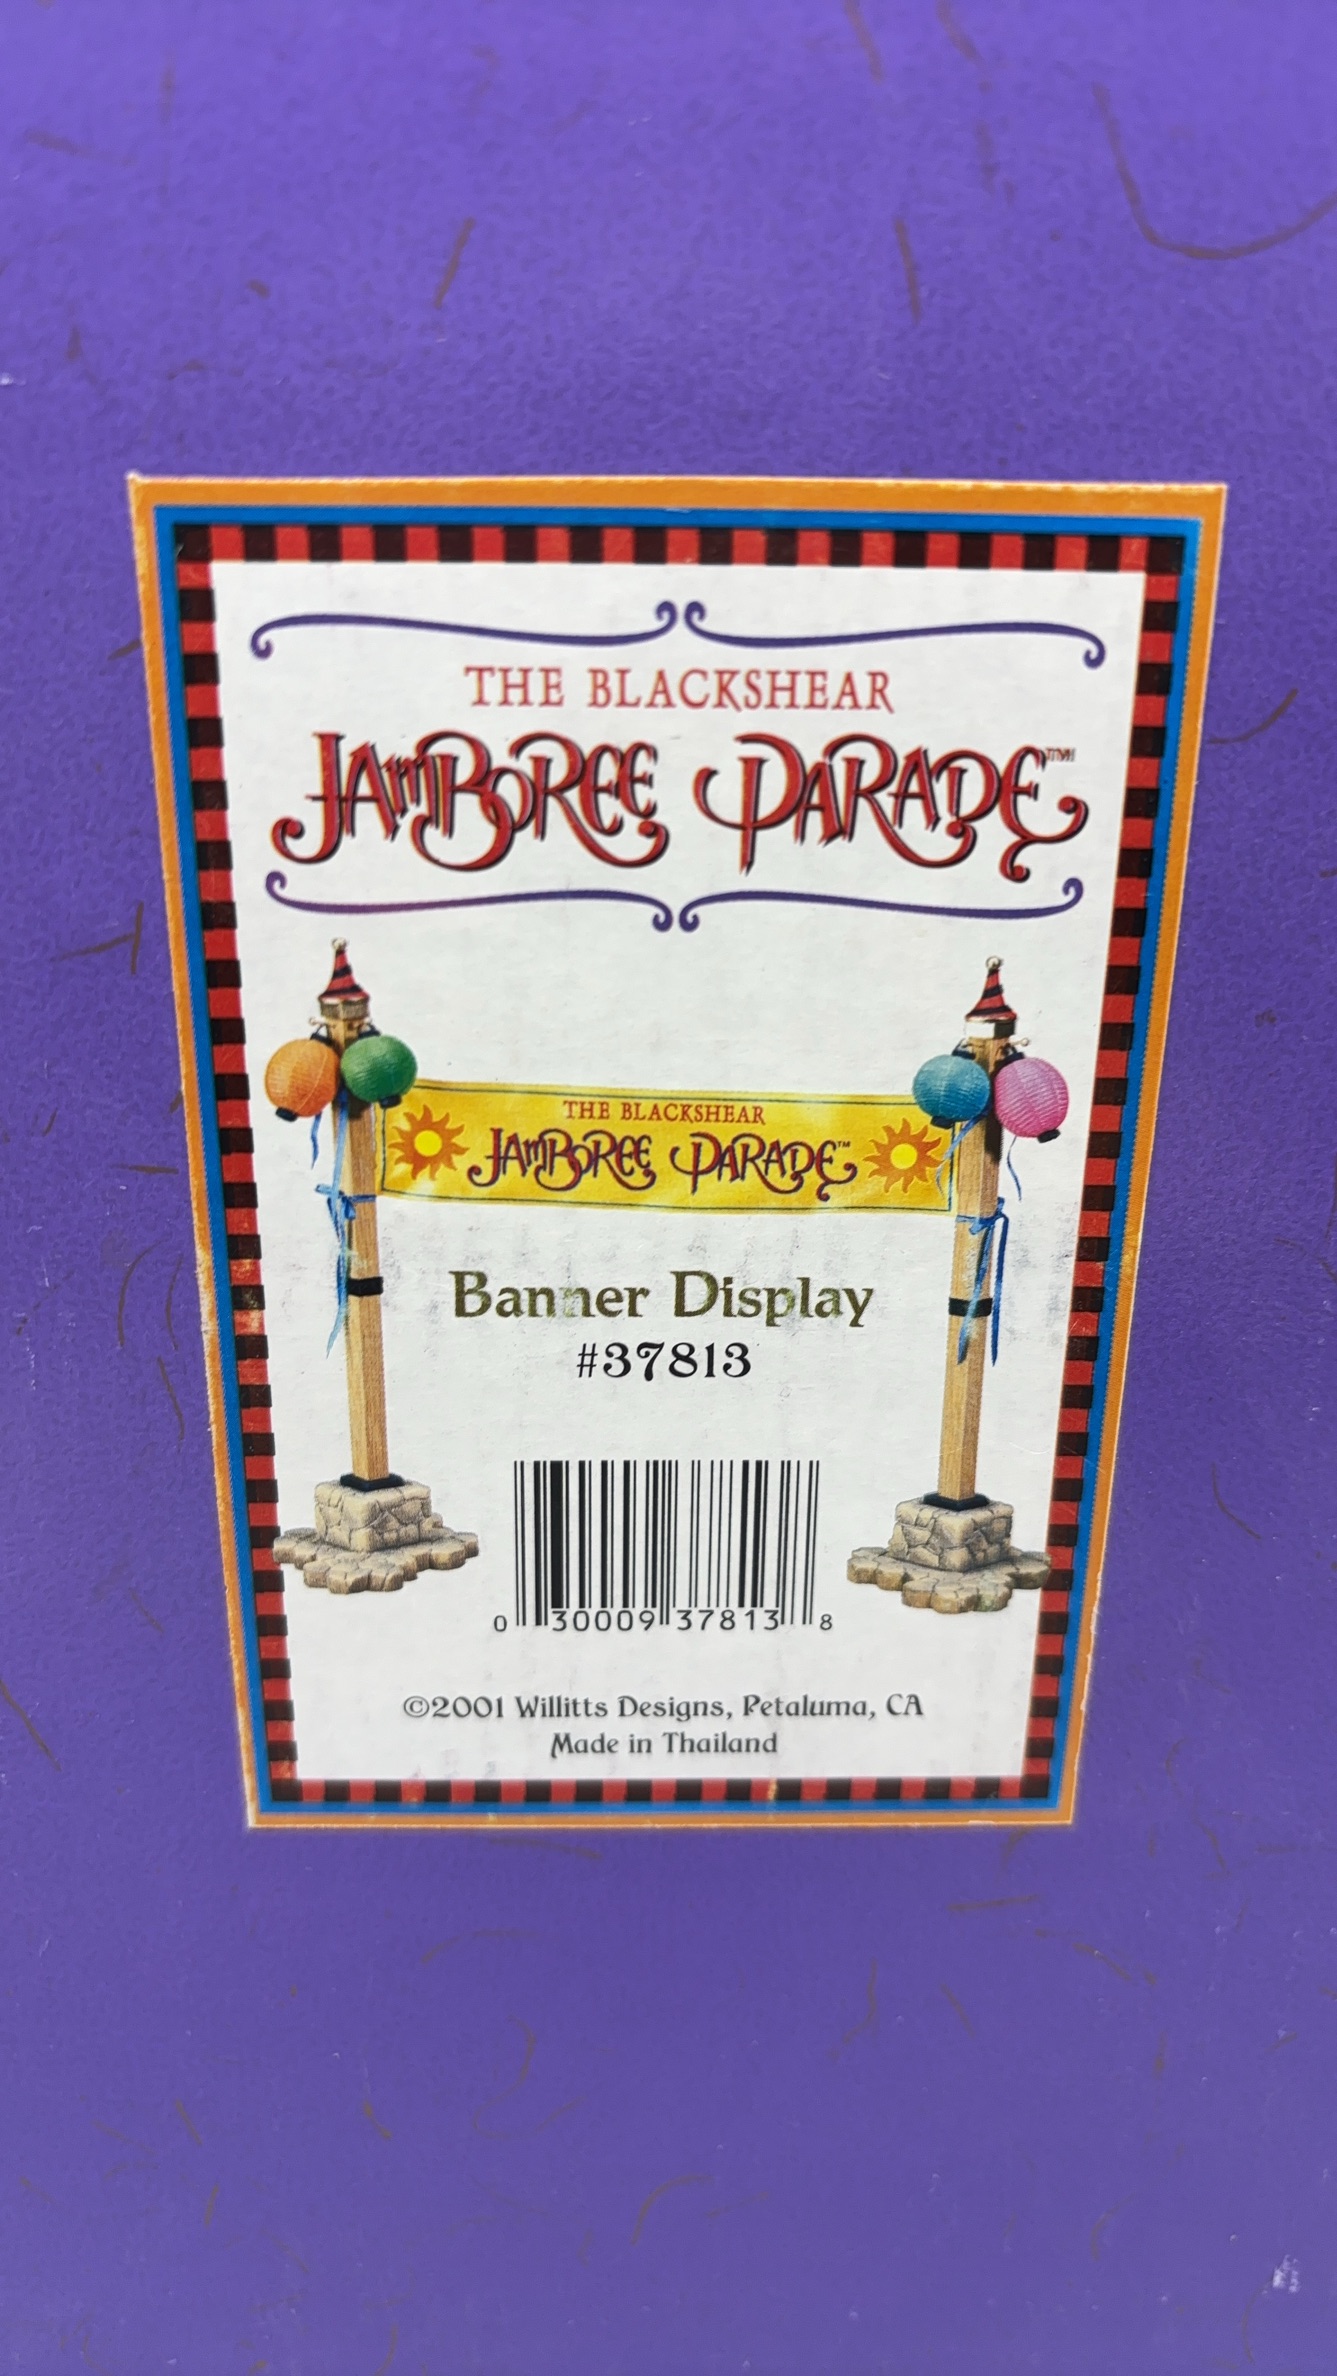 THE BLACKSHEAR
JAMBOREE PARADE™
THE BLACKSHEAR
JAMBOREE PARADE™
Banner Display
#37813
0 30009 37813 8
©2001 Willitts Designs, Petaluma, CA
Made in Thailand